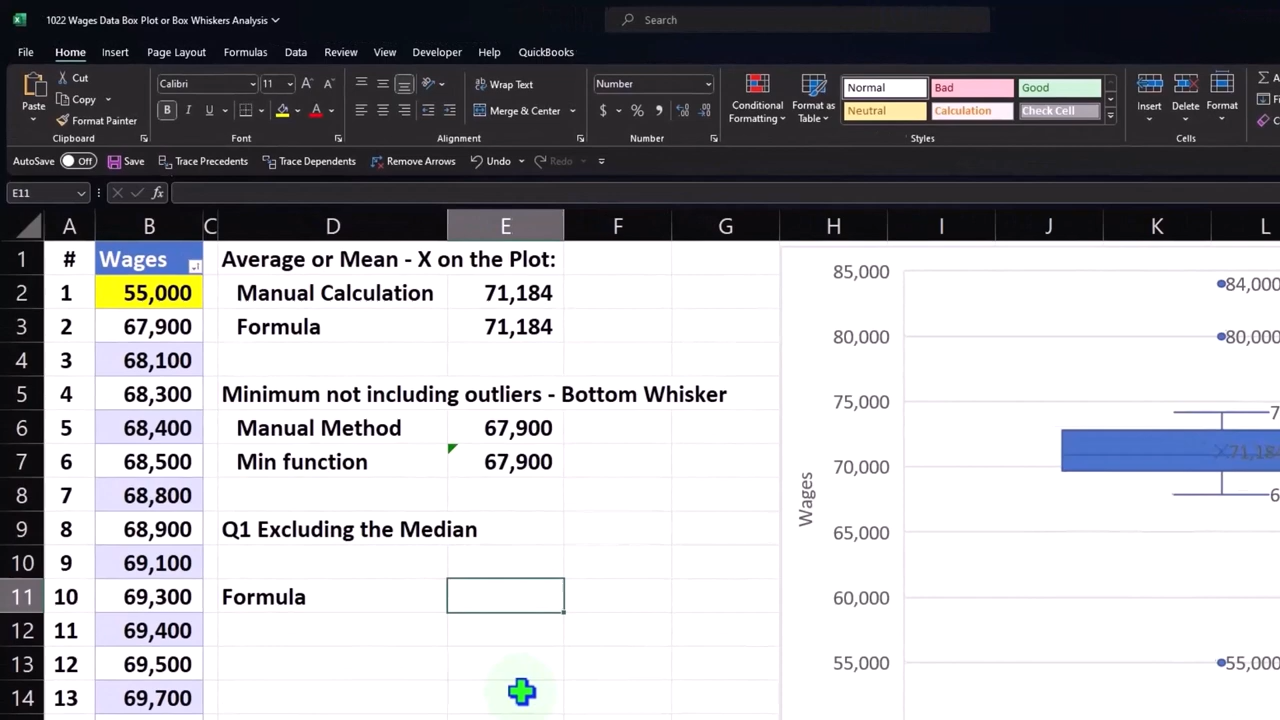 1022 Wages Data Box Plot or Box Whiskers Analysis
Search
File Home Insert Page Layout Formulas Data Review View Developer Help QuickBooks
Paste
Cut
Copy
Format Painter
Clipboard
Calibri 11
B I U
Font
Wrap Text
Merge & Center
Alignment
Number
$ % ,
Number
Conditional Formatting
Format as Table
Normal Bad Good
Neutral Calculation Check Cell
Styles
Insert Delete Format
Cells
AutoSave Off Save Trace Precedents Trace Dependents Remove Arrows Undo Redo
E11 fx
A B C D E F G H I J K L
1 # Wages Average or Mean - X on the Plot:
2 1 55,000 Manual Calculation 71,184
3 2 67,900 Formula 71,184
4 3 68,100
5 4 68,300 Minimum not including outliers - Bottom Whisker
6 5 68,400 Manual Method 67,900
7 6 68,500 Min function 67,900
8 7 68,800
9 8 68,900 Q1 Excluding the Median
10 9 69,100
11 10 69,300 Formula
12 11 69,400
13 12 69,500
14 13 69,700
Wages
85,000
84,000
80,000 80,000
75,000
70,000
65,000
60,000
55,000 55,000